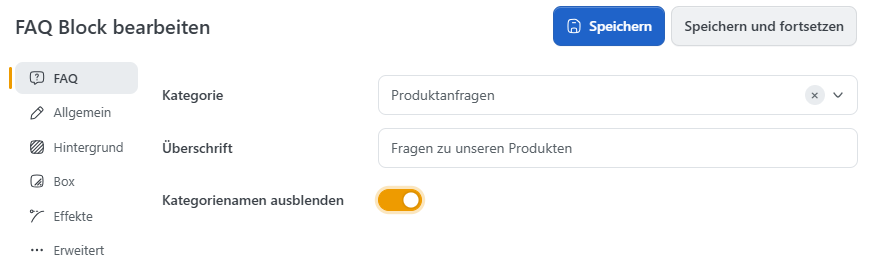 FAQ Block bearbeiten
Speichern
Speichern und fortsetzen
FAQ
Allgemein
Hintergrund
Box
Effekte
Erweitert
Kategorie
Produktanfragen
Überschrift
Fragen zu unseren Produkten
Kategorienamen ausblenden